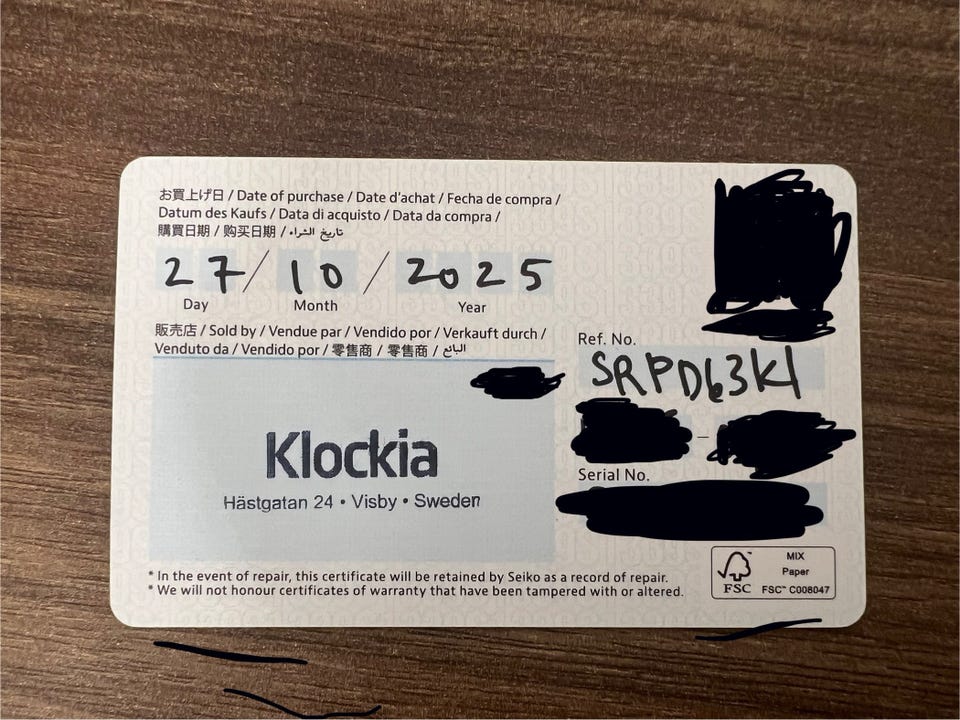 お買上げ日 / Date of purchase / Date d'achat / Fecha de compra /
Datum des Kaufs / Data di acquisto / Data da compra /
購買日期 / 购买日期 / تاريخ الشراء
27/10/2025
Day Month Year
販売店 / Sold by / Vendue par / Vendido por / Verkauft durch /
Venduto da / Vendido por / 零售商 / 零售商 / البائع
Klockia
Hästgatan 24 • Visby • Sweden
Ref. No.
SRPD63K1
Serial No.
* In the event of repair, this certificate will be retained by Seiko as a record of repair.
* We will not honour certificates of warranty that have been tampered with or altered.
FSC
MIX
Paper
FSC™ C008047